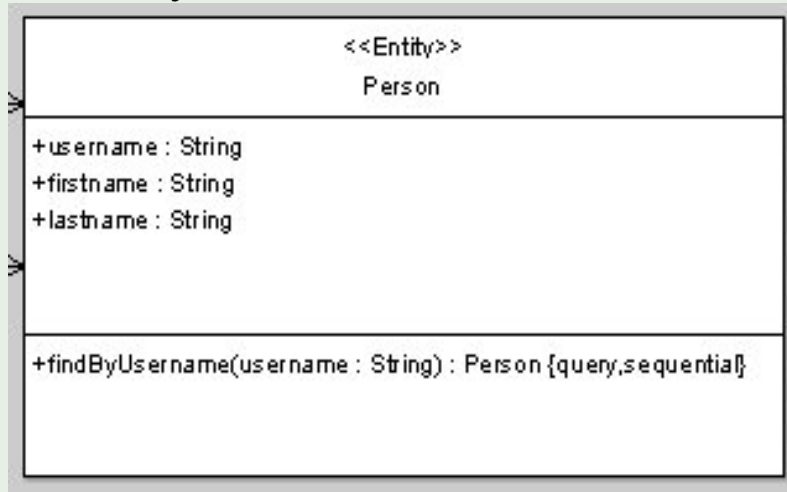 <<Entity>>
Person
+username : String
+firstname : String
+lastname : String
+findByUsername(username : String) : Person {query,sequential}